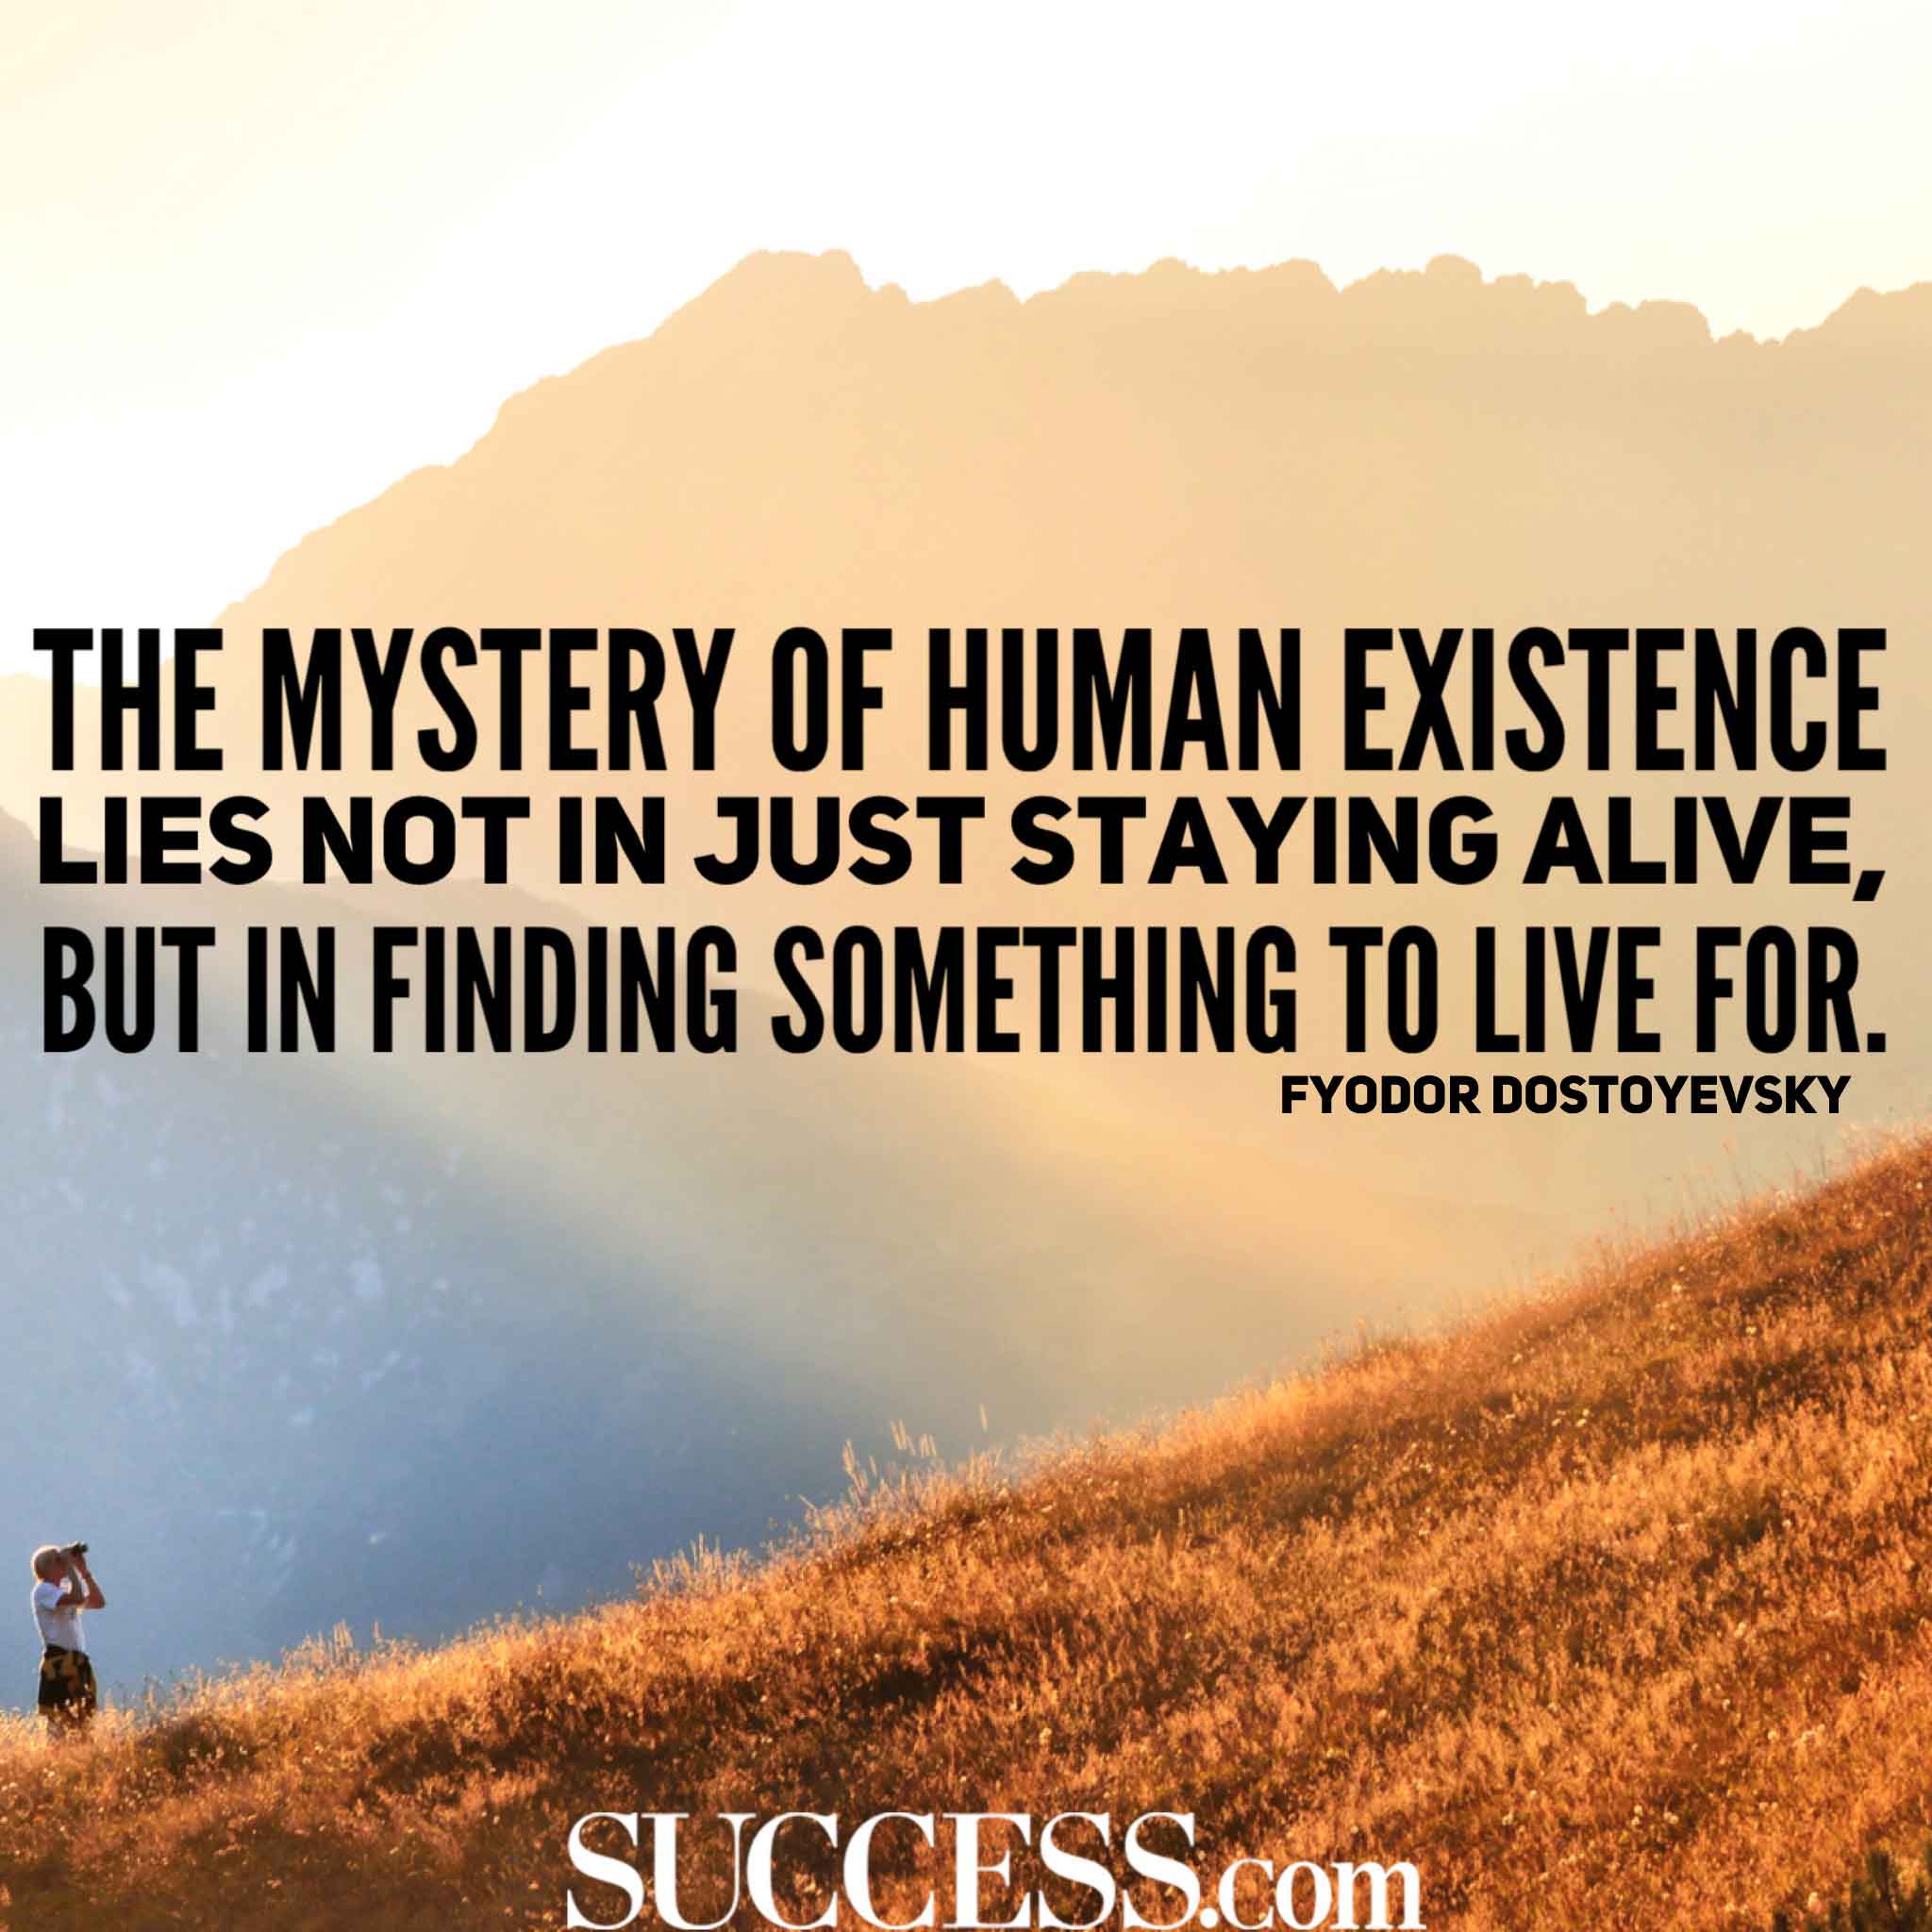 THE MYSTERY OF HUMAN EXISTENCE
LIES NOT IN JUST STAYING ALIVE,
BUT IN FINDING SOMETHING TO LIVE FOR.
FYODOR DOSTOYEVSKY
SUCCESS.com